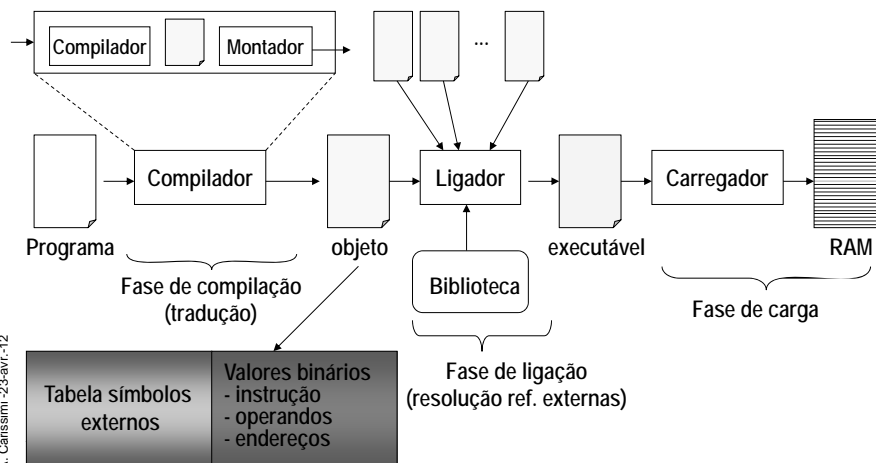 Compilador
Montador
...
Compilador
Ligador
Carregador
Programa
objeto
executável
RAM
Biblioteca
Fase de compilação
(tradução)
Fase de carga
Fase de ligação
(resolução ref. externas)
Tabela símbolos
externos
Valores binários
- instrução
- operandos
- endereços
Carissimi -23-avr.-12